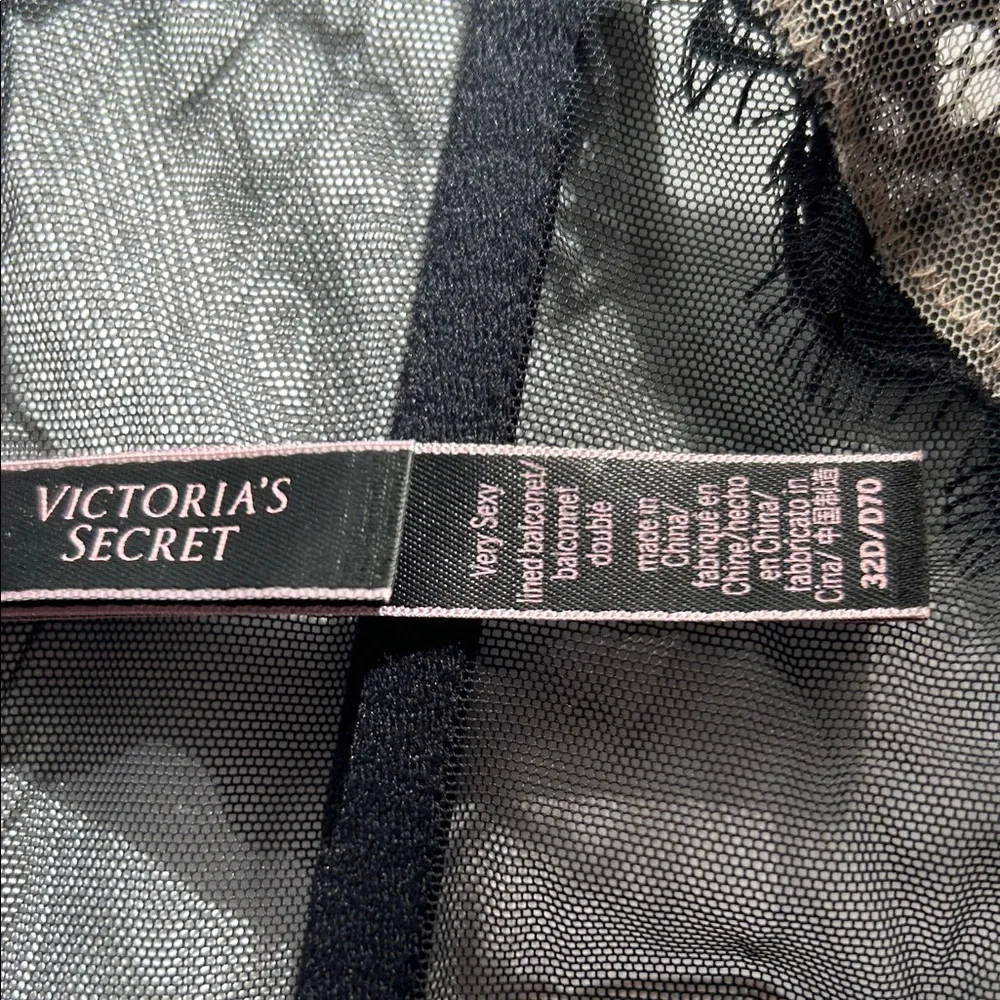 VICTORIA'S
SECRET
Very Sexy
lined balconet/
balconnet
double
made in
China/
fabriqué en
Chine/hecho
en China/
fabbricato in
Cina/ 中国制造
32D/D70